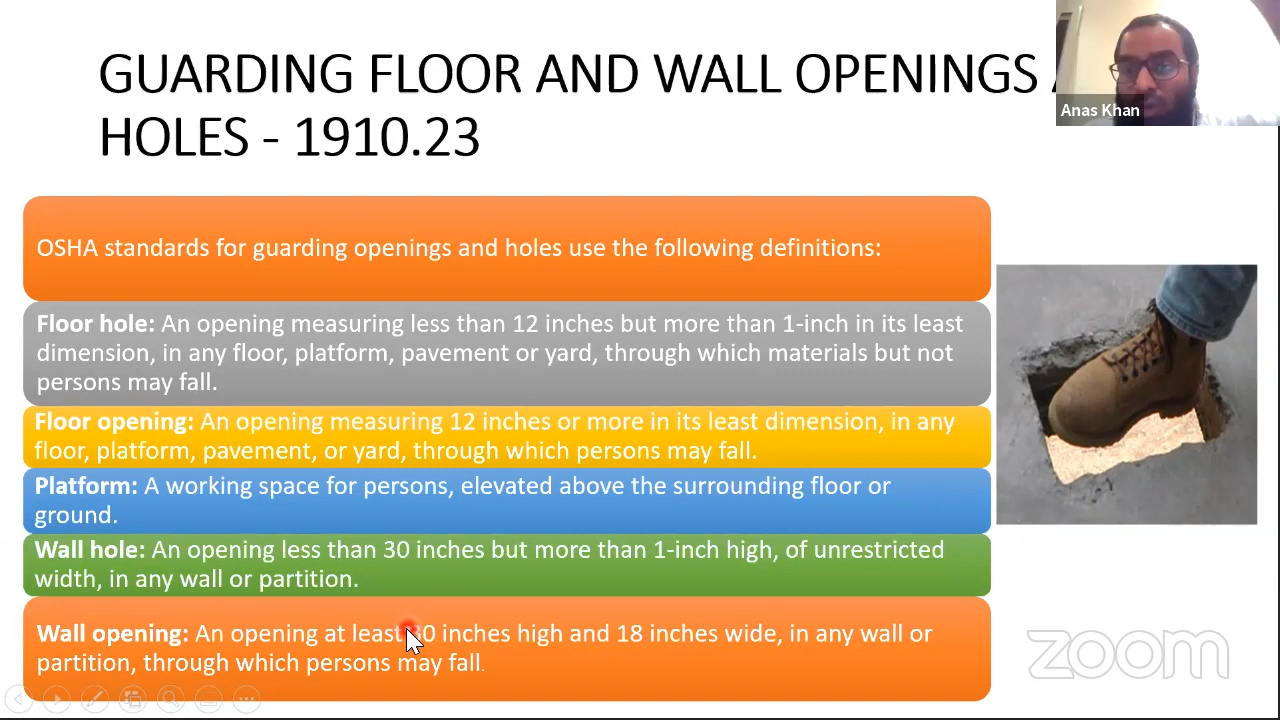 GUARDING FLOOR AND WALL OPENINGS
HOLES - 1910.23
Anas Khan
OSHA standards for guarding openings and holes use the following definitions:
Floor hole: An opening measuring less than 12 inches but more than 1-inch in its least
dimension, in any floor, platform, pavement or yard, through which materials but not
persons may fall.
Floor opening: An opening measuring 12 inches or more in its least dimension, in any
floor, platform, pavement, or yard, through which persons may fall.
Platform: A working space for persons, elevated above the surrounding floor or
ground.
Wall hole: An opening less than 30 inches but more than 1-inch high, of unrestricted
width, in any wall or partition.
Wall opening: An opening at least 30 inches high and 18 inches wide, in any wall or
partition, through which persons may fall.
zoom